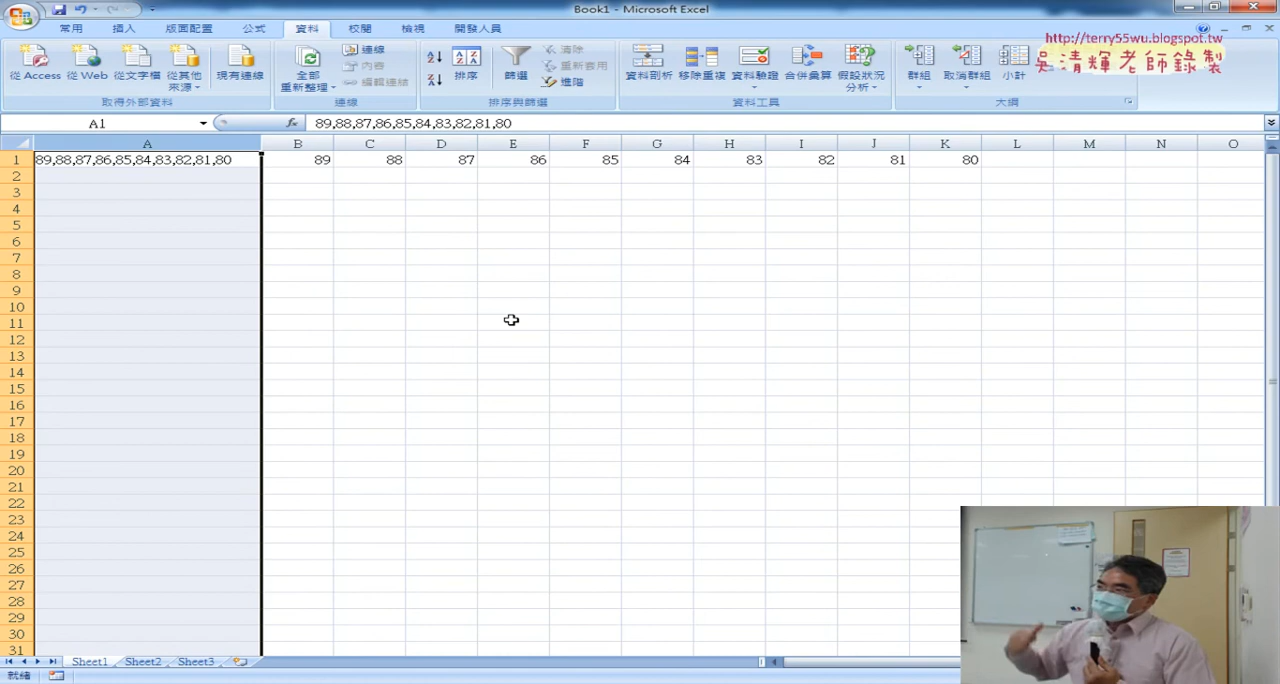 Book1 - Microsoft Excel
常用 插入 版面配置 公式 資料 校閱 檢視 開發人員
http://terry55wu.blogspot.tw
吳清輝老師錄製
從 Access 從 Web 從文字檔 從其他來源 現有連線 全部重新整理 連線 內容 編輯連結 排序 篩選 清除 重新套用 進階 資料剖析 移除重複 資料驗證 合併彙算 假設狀況分析 群組 取消群組 小計
取得外部資料 連線 排序與篩選 資料工具 大綱
A1 fx 89,88,87,86,85,84,83,82,81,80
A B C D E F G H I J K L M N O
1 89,88,87,86,85,84,83,82,81,80 89 88 87 86 85 84 83 82 81 80
2
3
4
5
6
7
8
9
10
11
12
13
14
15
16
17
18
19
20
21
22
23
24
25
26
27
28
29
30
31
Sheet1 Sheet2 Sheet3
就緒